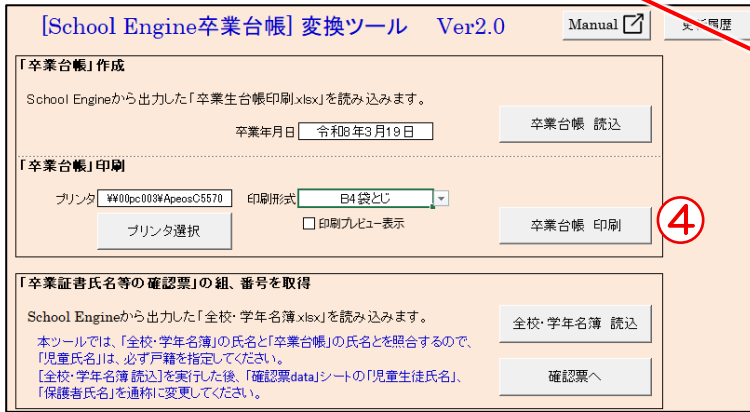 [School Engine卒業台帳] 変換ツール Ver2.0
Manual
更新履歴
「卒業台帳」作成
School Engineから出力した「卒業生台帳印刷.xlsx」を読み込みます。
卒業年月日 令和8年3月19日
卒業台帳 読込
「卒業台帳」印刷
プリンタ ¥¥00pc003¥ApeosC5570 印刷形式 B4袋とじ
プリンタ選択
印刷プレビュー表示
卒業台帳 印刷
④
「卒業証書氏名等の確認票」の組、番号を取得
School Engineから出力した「全校・学年名簿.xlsx」を読み込みます。
全校・学年名簿 読込
本ツールでは、「全校・学年名簿」の氏名と「卒業台帳」の氏名とを照合するので、
「児童氏名」は、必ず戸籍を指定してください。
[全校・学年名簿読込]を実行した後、「確認票data」シートの「児童生徒氏名」、
「保護者氏名」を通称に変更してください。
確認票へ